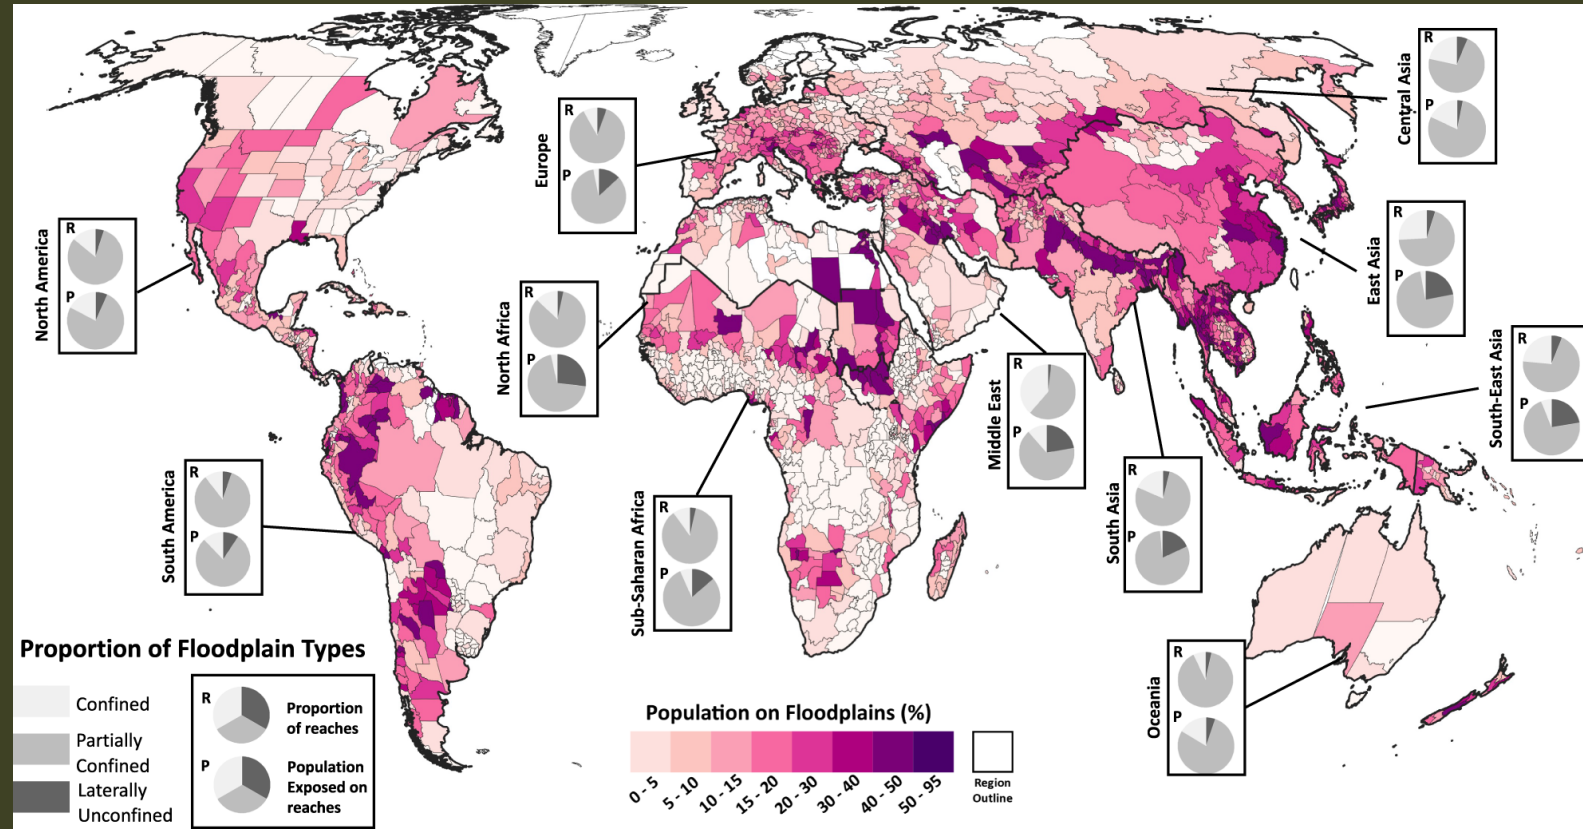 R
P
Central Asia
R
P
Europe
R
P
East Asia
R
P
North America
R
P
North Africa
R
P
South-East Asia
R
P
Middle East
R
P
South Asia
R
P
South America
R
P
Sub-Saharan Africa
R
P
Oceania
Proportion of Floodplain Types
Confined
Partially
Confined
Laterally
Unconfined
R
Proportion
of reaches
P
Population
Exposed on
reaches
Population on Floodplains (%)
0 - 5
5 - 10
10 - 15
15 - 20
20 - 30
30 - 40
40 - 50
50 - 95
Region
Outline